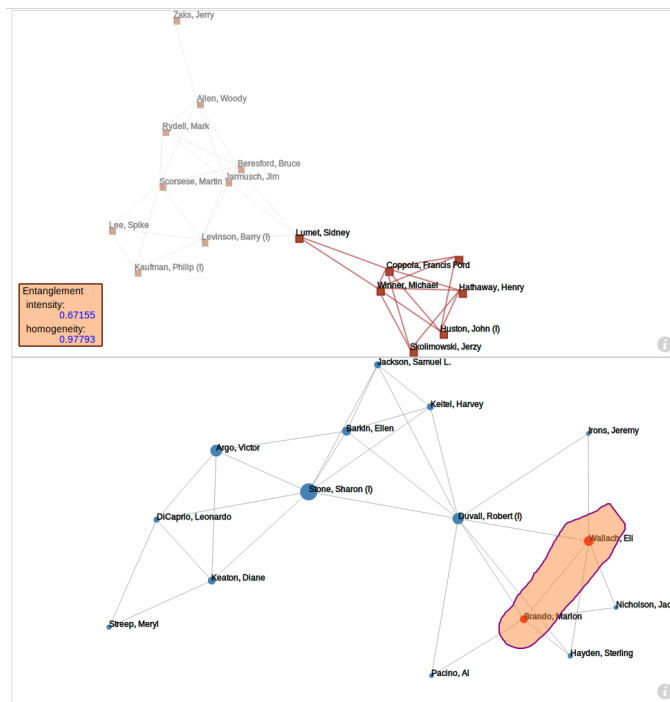 Zaks, Jerry
Allen, Woody
Rydell, Mark
Beresford, Bruce
Scorsese, Martin
Jarmusch, Jim
Lee, Spike
Levinson, Barry (I)
Lumet, Sidney
Kaufman, Philip (I)
Coppola, Francis Ford
Winner, Michael
Hathaway, Henry
Entanglement
intensity:
0.67155
homogeneity:
0.97793
Huston, John (I)
Skolimowski, Jerzy
i
Jackson, Samuel L.
Keitel, Harvey
Barkin, Ellen
Irons, Jeremy
Argo, Victor
Stone, Sharon (I)
DiCaprio, Leonardo
Duvall, Robert (I)
Wallach, Eli
Keaton, Diane
Nicholson, Jac
Brando, Marlon
Streep, Meryl
Hayden, Sterling
Pacino, Al
i